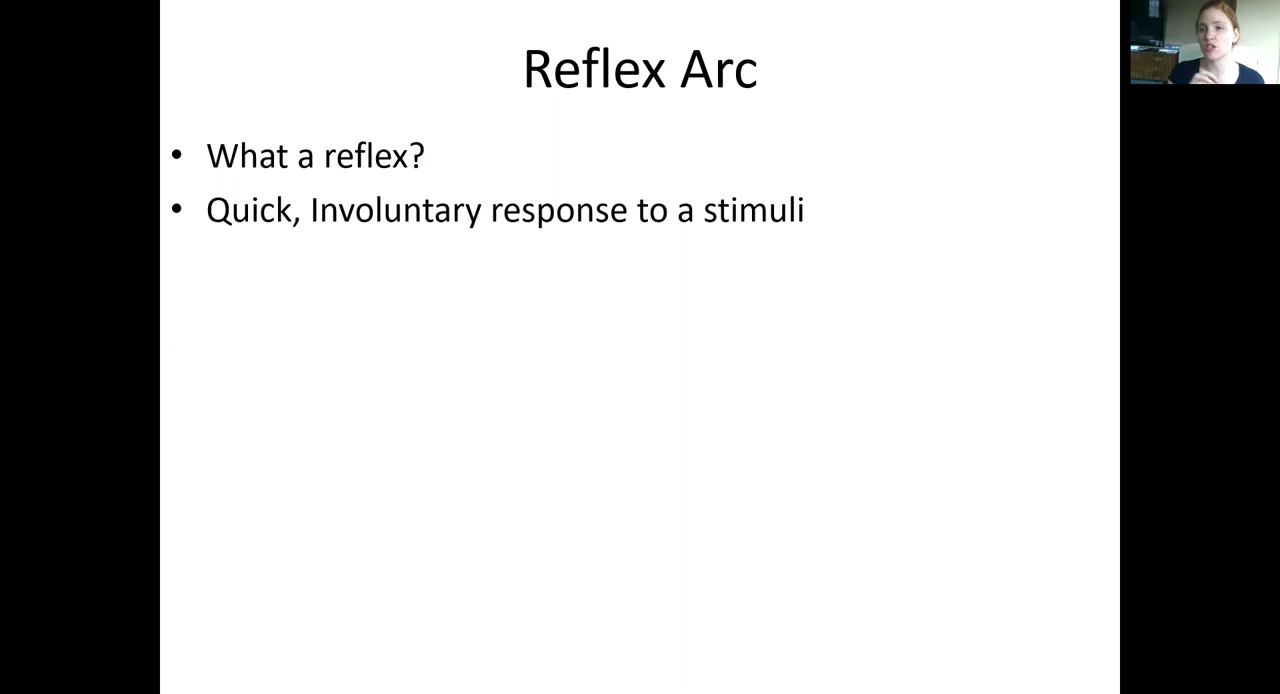 Reflex Arc
• What a reflex?
• Quick, Involuntary response to a stimuli